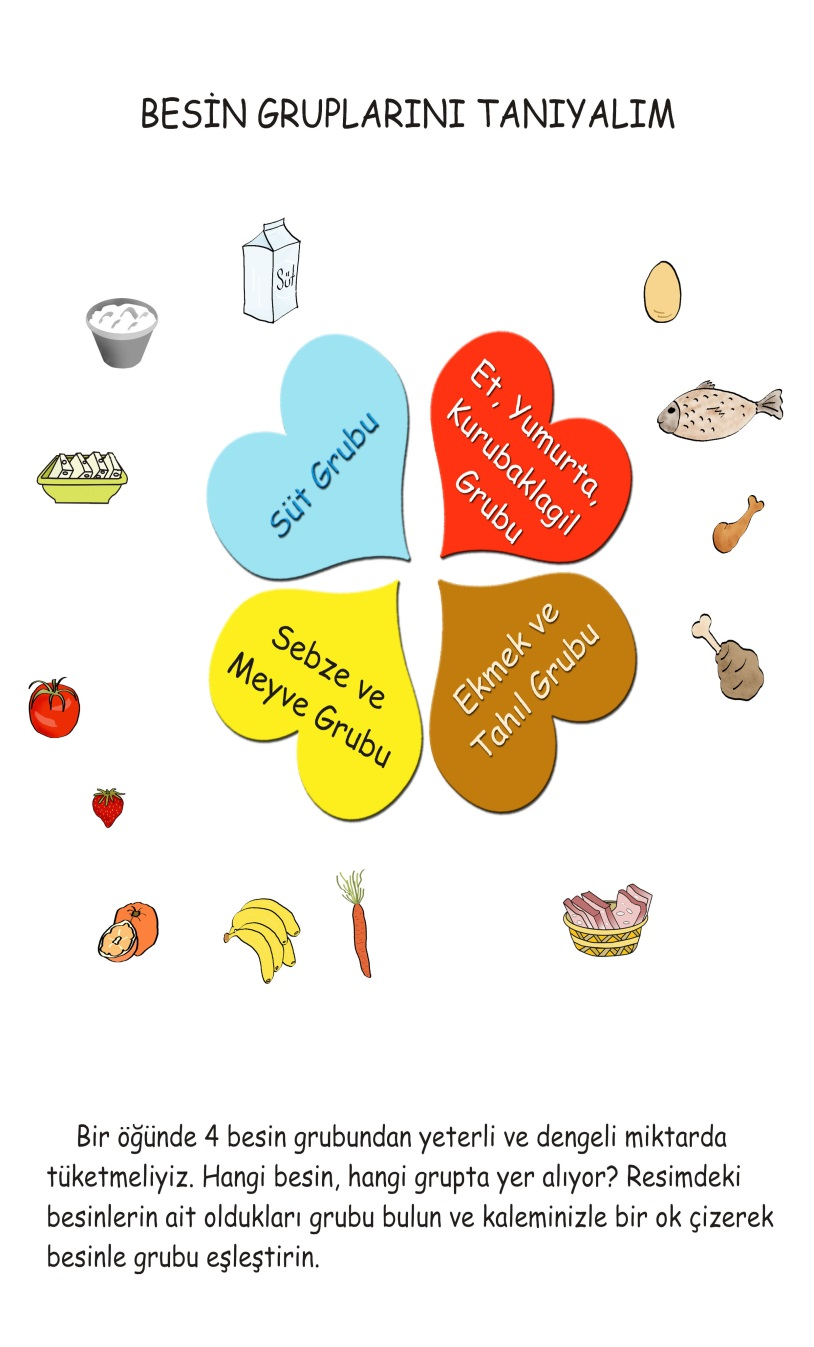 BESİN GRUPLARINI TANIYALIM
Süt
Süt Grubu
Et, Yumurta,
Kurubaklagil
Grubu
Sebze ve
Meyve Grubu
Ekmek ve
Tahıl Grubu
Bir öğünde 4 besin grubundan yeterli ve dengeli miktarda
tüketmeliyiz. Hangi besin, hangi grupta yer alıyor? Resimdeki
besinlerin ait oldukları grubu bulun ve kaleminizle bir ok çizerek
besinle grubu eşleştirin.